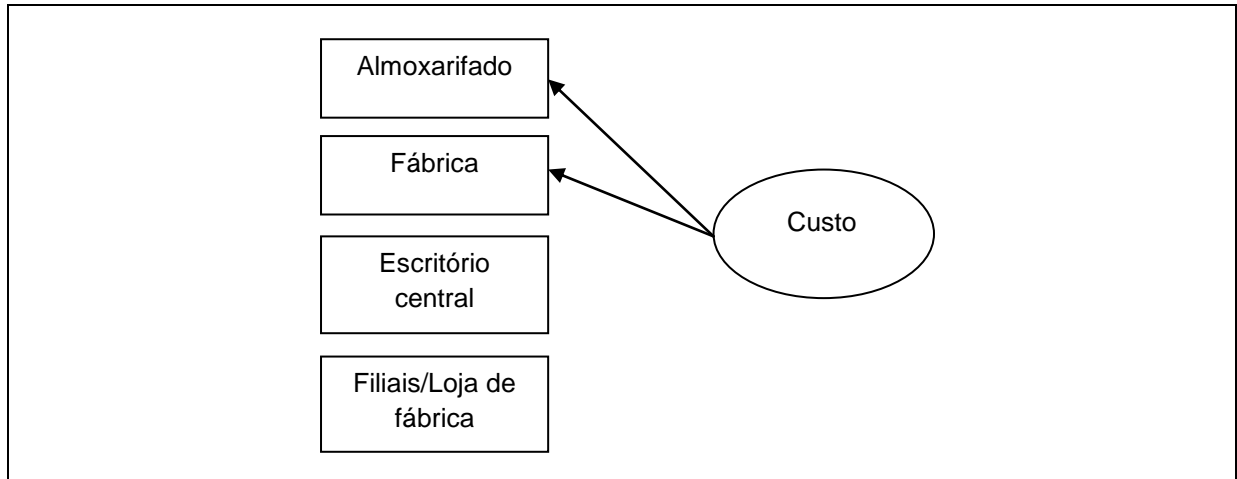 Almoxarifado
Fábrica
Escritório
central
Filiais/Loja de
fábrica
Custo